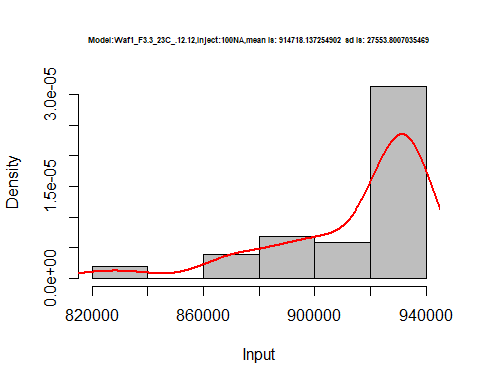 Model:Waf1_F3.3_23C_.12.12,Inject:100NA,mean is: 914718.137254902 sd is: 27553.8007035469
3.0e-05
1.5e-05
0.0e+00
Density
820000 860000 900000 940000
Input